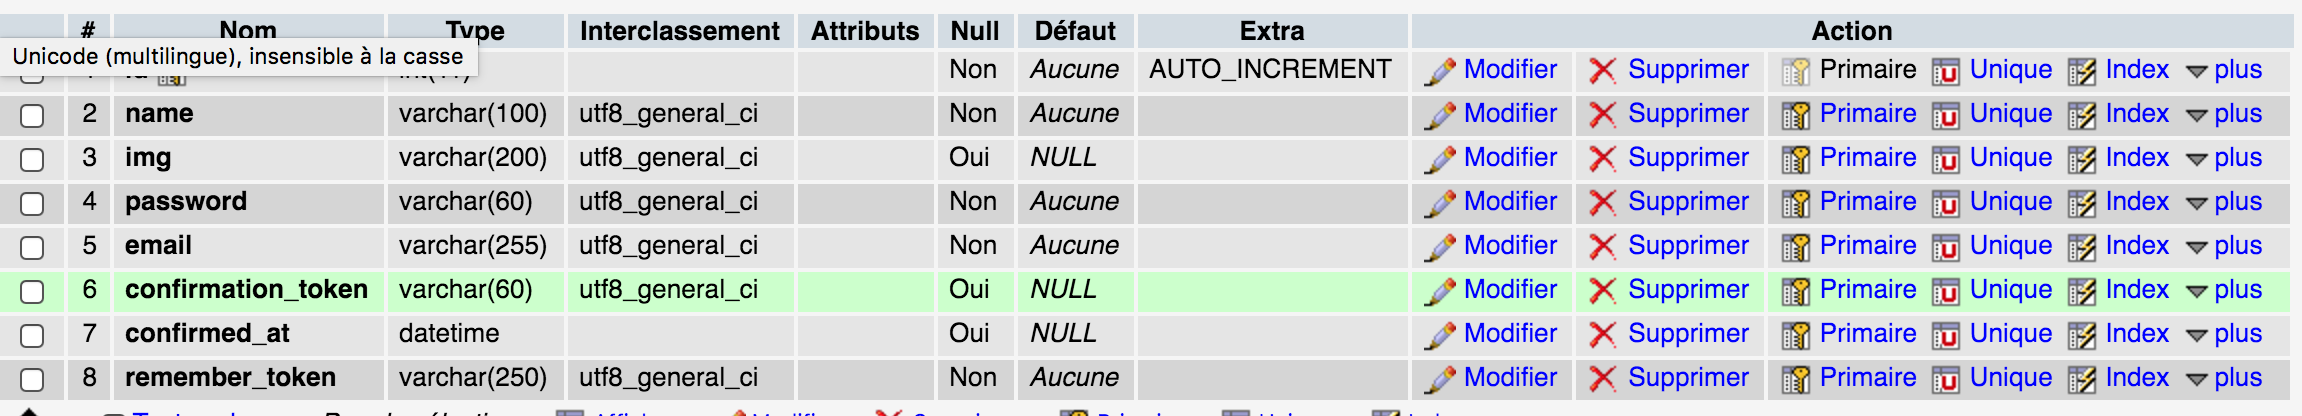 # Nom Type Interclassement Attributs Null Défaut Extra Action
Unicode (multilingue), insensible à la casse
Non Aucune AUTO_INCREMENT Modifier Supprimer Primaire Unique Index plus
2 name varchar(100) utf8_general_ci Non Aucune Modifier Supprimer Primaire Unique Index plus
3 img varchar(200) utf8_general_ci Oui NULL Modifier Supprimer Primaire Unique Index plus
4 password varchar(60) utf8_general_ci Non Aucune Modifier Supprimer Primaire Unique Index plus
5 email varchar(255) utf8_general_ci Non Aucune Modifier Supprimer Primaire Unique Index plus
6 confirmation_token varchar(60) utf8_general_ci Oui NULL Modifier Supprimer Primaire Unique Index plus
7 confirmed_at datetime Oui NULL Modifier Supprimer Primaire Unique Index plus
8 remember_token varchar(250) utf8_general_ci Non Aucune Modifier Supprimer Primaire Unique Index plus